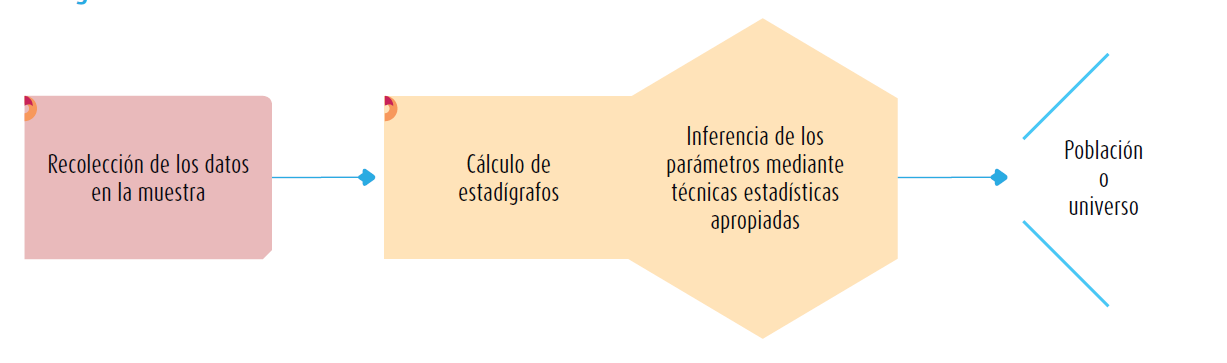 Recolección de los datos
en la muestra
Cálculo de
estadígrafos
Inferencia de los
parámetros mediante
técnicas estadísticas
apropiadas
Población
o
universo